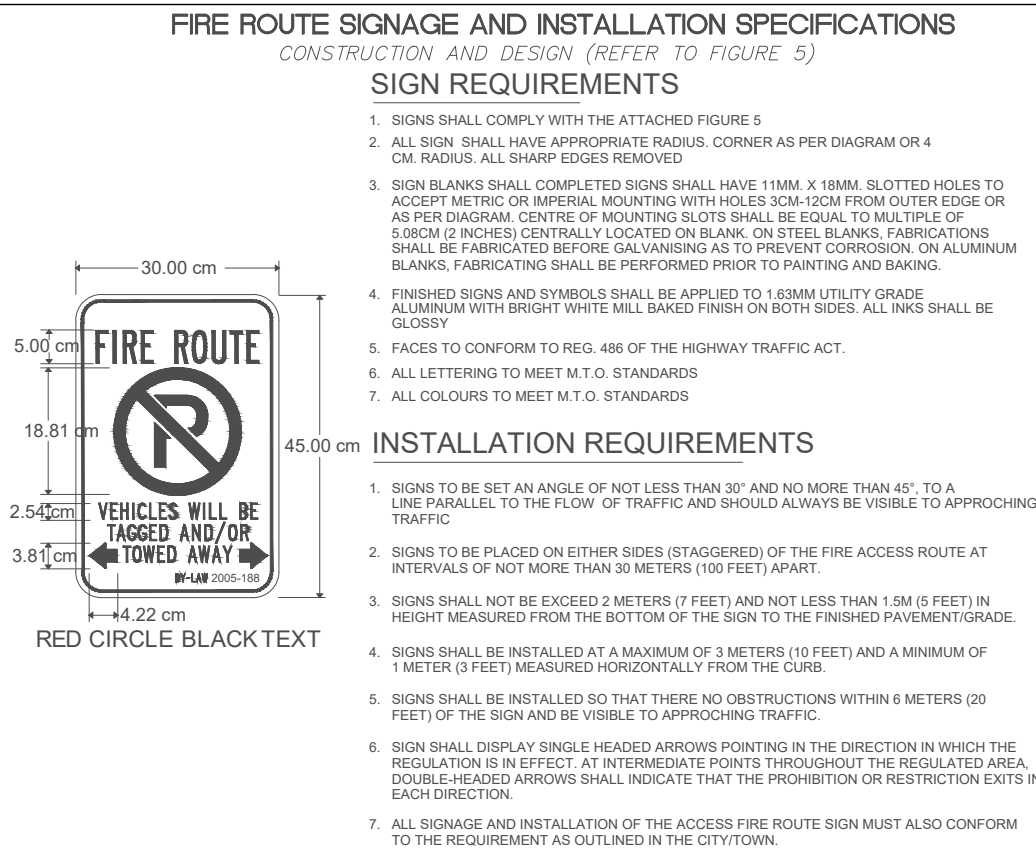 FIRE ROUTE SIGNAGE AND INSTALLATION SPECIFICATIONS
CONSTRUCTION AND DESIGN (REFER TO FIGURE 5)
SIGN REQUIREMENTS
1. SIGNS SHALL COMPLY WITH THE ATTACHED FIGURE 5
2. ALL SIGN SHALL HAVE APPROPRIATE RADIUS. CORNER AS PER DIAGRAM OR 4
CM. RADIUS. ALL SHARP EDGES REMOVED
3. SIGN BLANKS SHALL COMPLETED SIGNS SHALL HAVE 11MM. X 18MM. SLOTTED HOLES TO
ACCEPT METRIC OR IMPERIAL MOUNTING WITH HOLES 3CM-12CM FROM OUTER EDGE OR
AS PER DIAGRAM. CENTRE OF MOUNTING SLOTS SHALL BE EQUAL TO MULTIPLE OF
5.08CM (2 INCHES) CENTRALLY LOCATED ON BLANK. ON STEEL BLANKS, FABRICATIONS
SHALL BE FABRICATED BEFORE GALVANISING AS TO PREVENT CORROSION. ON ALUMINUM
BLANKS, FABRICATING SHALL BE PERFORMED PRIOR TO PAINTING AND BAKING.
4. FINISHED SIGNS AND SYMBOLS SHALL BE APPLIED TO 1.63MM UTILITY GRADE
ALUMINUM WITH BRIGHT WHITE MILL BAKED FINISH ON BOTH SIDES. ALL INKS SHALL BE
GLOSSY
5. FACES TO CONFORM TO REG. 486 OF THE HIGHWAY TRAFFIC ACT.
6. ALL LETTERING TO MEET M.T.O. STANDARDS
7. ALL COLOURS TO MEET M.T.O. STANDARDS
30.00 cm
5.00 cm
FIRE ROUTE
P
18.81 cm
45.00 cm
2.54 cm
VEHICLES WILL BE
TAGGED AND/OR
3.81 cm
TOWED AWAY
BY-LAW 2005-188
4.22 cm
RED CIRCLE BLACK TEXT
INSTALLATION REQUIREMENTS
1. SIGNS TO BE SET AN ANGLE OF NOT LESS THAN 30° AND NO MORE THAN 45°, TO A
LINE PARALLEL TO THE FLOW OF TRAFFIC AND SHOULD ALWAYS BE VISIBLE TO APPROCHING
TRAFFIC
2. SIGNS TO BE PLACED ON EITHER SIDES (STAGGERED) OF THE FIRE ACCESS ROUTE AT
INTERVALS OF NOT MORE THAN 30 METERS (100 FEET) APART.
3. SIGNS SHALL NOT BE EXCEED 2 METERS (7 FEET) AND NOT LESS THAN 1.5M (5 FEET) IN
HEIGHT MEASURED FROM THE BOTTOM OF THE SIGN TO THE FINISHED PAVEMENT/GRADE.
4. SIGNS SHALL BE INSTALLED AT A MAXIMUM OF 3 METERS (10 FEET) AND A MINIMUM OF
1 METER (3 FEET) MEASURED HORIZONTALLY FROM THE CURB.
5. SIGNS SHALL BE INSTALLED SO THAT THERE NO OBSTRUCTIONS WITHIN 6 METERS (20
FEET) OF THE SIGN AND BE VISIBLE TO APPROCHING TRAFFIC.
6. SIGN SHALL DISPLAY SINGLE HEADED ARROWS POINTING IN THE DIRECTION IN WHICH THE
REGULATION IS IN EFFECT. AT INTERMEDIATE POINTS THROUGHOUT THE REGULATED AREA,
DOUBLE-HEADED ARROWS SHALL INDICATE THAT THE PROHIBITION OR RESTRICTION EXITS IN
EACH DIRECTION.
7. ALL SIGNAGE AND INSTALLATION OF THE ACCESS FIRE ROUTE SIGN MUST ALSO CONFORM
TO THE REQUIREMENT AS OUTLINED IN THE CITY/TOWN.